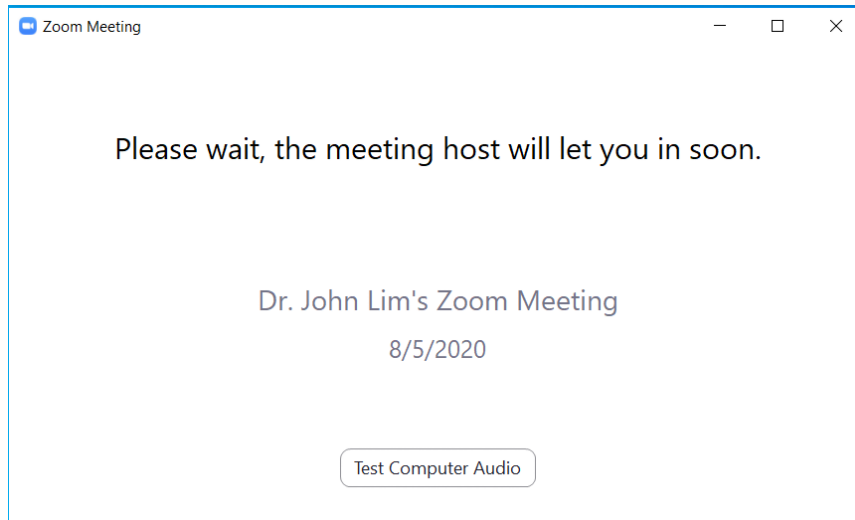 Zoom Meeting
Please wait, the meeting host will let you in soon.
Dr. John Lim's Zoom Meeting
8/5/2020
Test Computer Audio